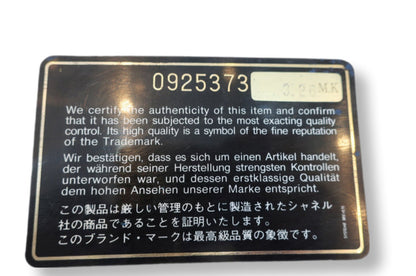 0925373
3.26 M.K
We certify the authenticity of this item and confirm
that it has been subjected to the most exacting quality
control. Its high quality is a symbol of the fine reputation
of the Trademark.
Wir bestätigen, dass es sich um einen Artikel handelt,
der während seiner Herstellung strengsten Kontrollen
unterworfen war, und dessen erstklassige Qualität
dem hohen Ansehen unserer Marke entspricht.
この製品は厳しい管理のもとに製造されたシャネル
社の商品であることを証明いたします。
このブランド・マークは最高級品質の象徴です。